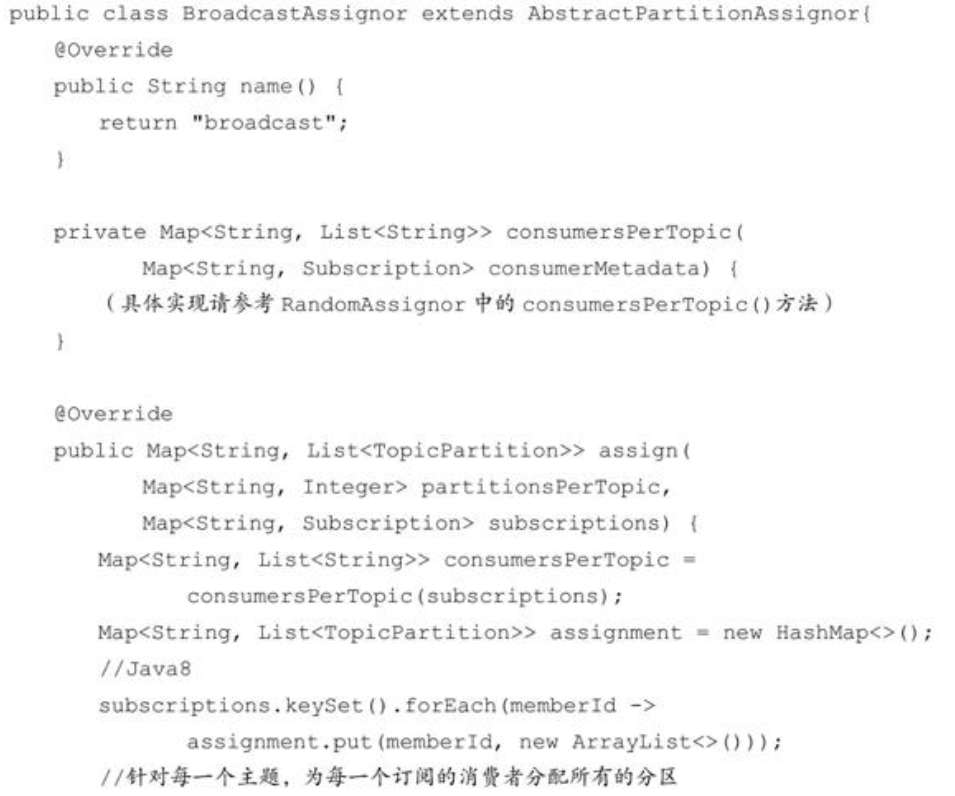 public class BroadcastAssignor extends AbstractPartitionAssignor{
@Override
public String name() {
return "broadcast";
}
private Map<String, List<String>> consumersPerTopic(
Map<String, Subscription> consumerMetadata) {
（具体实现请参考 RandomAssignor 中的 consumersPerTopic()方法）
}
@Override
public Map<String, List<TopicPartition>> assign(
Map<String, Integer> partitionsPerTopic,
Map<String, Subscription> subscriptions) {
Map<String, List<String>> consumersPerTopic =
consumersPerTopic(subscriptions);
Map<String, List<TopicPartition>> assignment = new HashMap<>();
//Java8
subscriptions.keySet().forEach(memberId ->
assignment.put(memberId, new ArrayList<>()));
//针对每一个主题，为每一个订阅的消费者分配所有的分区